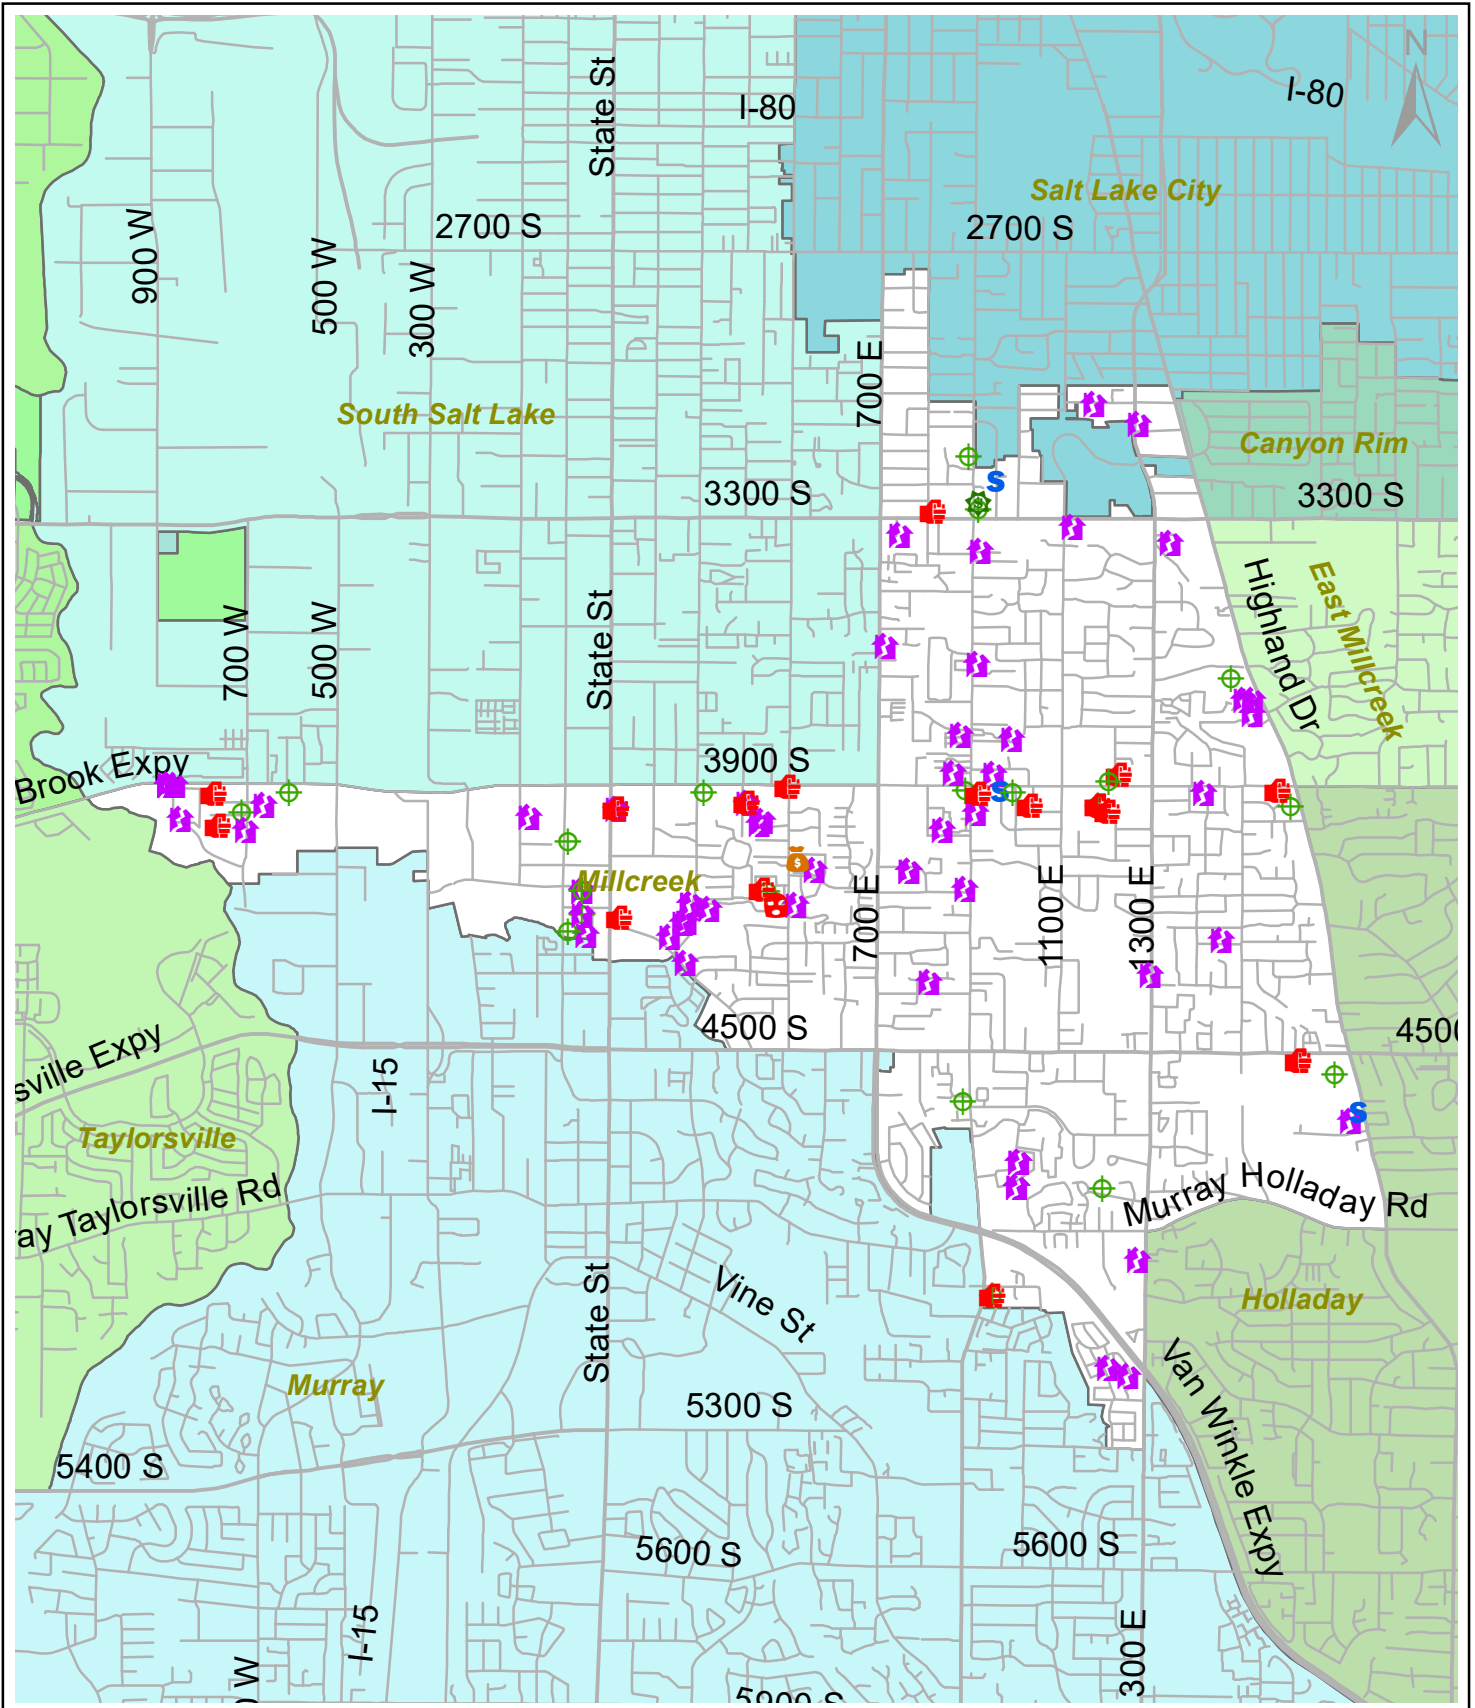 N
I-80
I-80
State St
Salt Lake City
2700 S
2700 S
900 W
500 W
300 W
700 E
South Salt Lake
Canyon Rim
3300 S
3300 S
S
Highland Dr
East Millcreek
State St
700 W
500 W
3900 S
Brook Expy
S
$
Millcreek
700 E
1100 E
1300 E
4500 S
4500
sville Expy
I-15
S
Taylorsville
Murray Holladay Rd
ray Taylorsville Rd
State St
Vine St
Holladay
Murray
Van Winkle Expy
5300 S
5400 S
5600 S
5600 S
I-15
300 E
W
5900 S